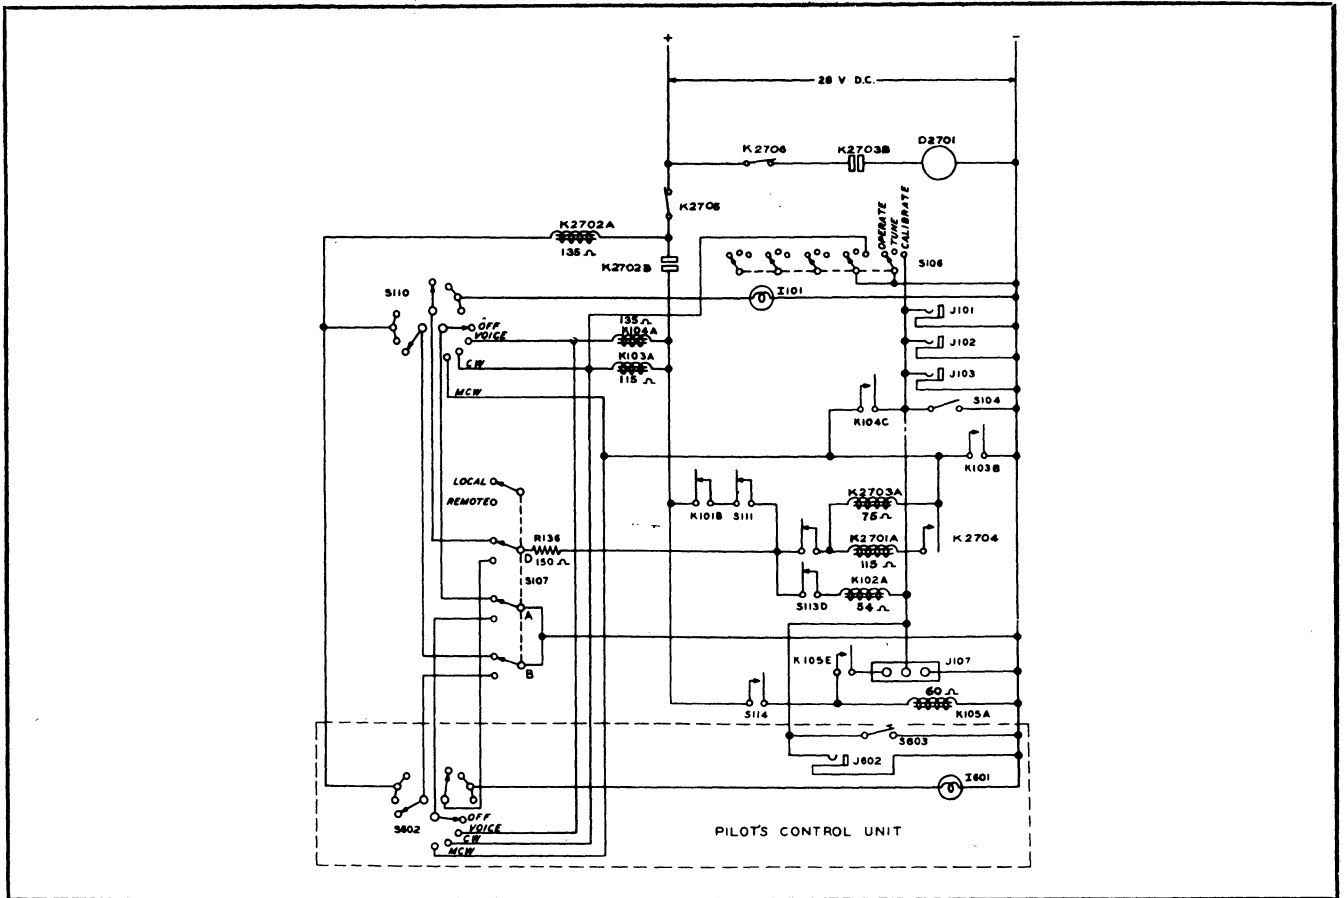 +
-
28 V D.C.
K2706
K2703B
D2701
K2705
K2702A
135 Ω
K2702B
OPERATE
TUNE
CALIBRATE
S106
S110
I101
J101
OFF
VOICE
135 Ω
K104A
J102
K103A
CW
115 Ω
J103
MCW
S104
K104C
K103B
LOCAL
REMOTE
K2703A
75 Ω
K101B
S111
R136
150 Ω
D
K2701A
115 Ω
K2704
S107
K102A
54 Ω
S113D
A
K105E
J107
B
60 Ω
K105A
S114
S603
J602
I601
S602
OFF
VOICE
CW
MCW
PILOT'S CONTROL UNIT